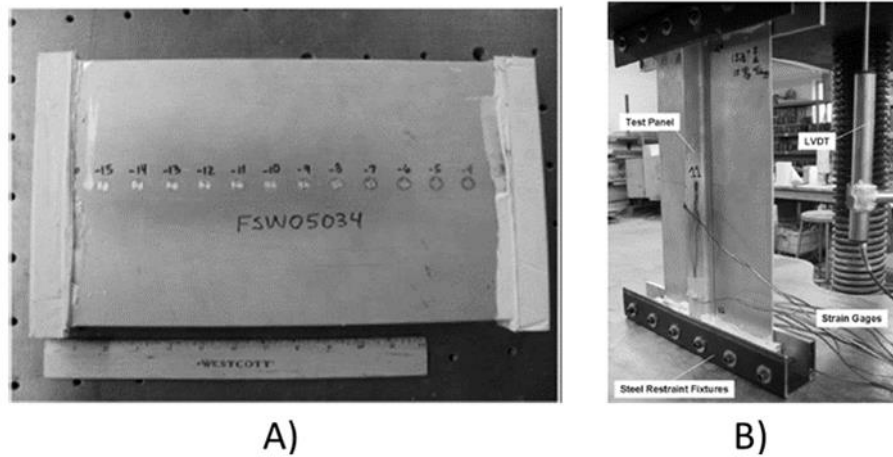 -15 -14 -13 -12 -11 -10 -9 -8 -7 -6 -5 -4
FSW05034
WESTCOTT
A)
Test Panel
11
LVDT
Strain Gages
Steel Restraint Fixtures
B)